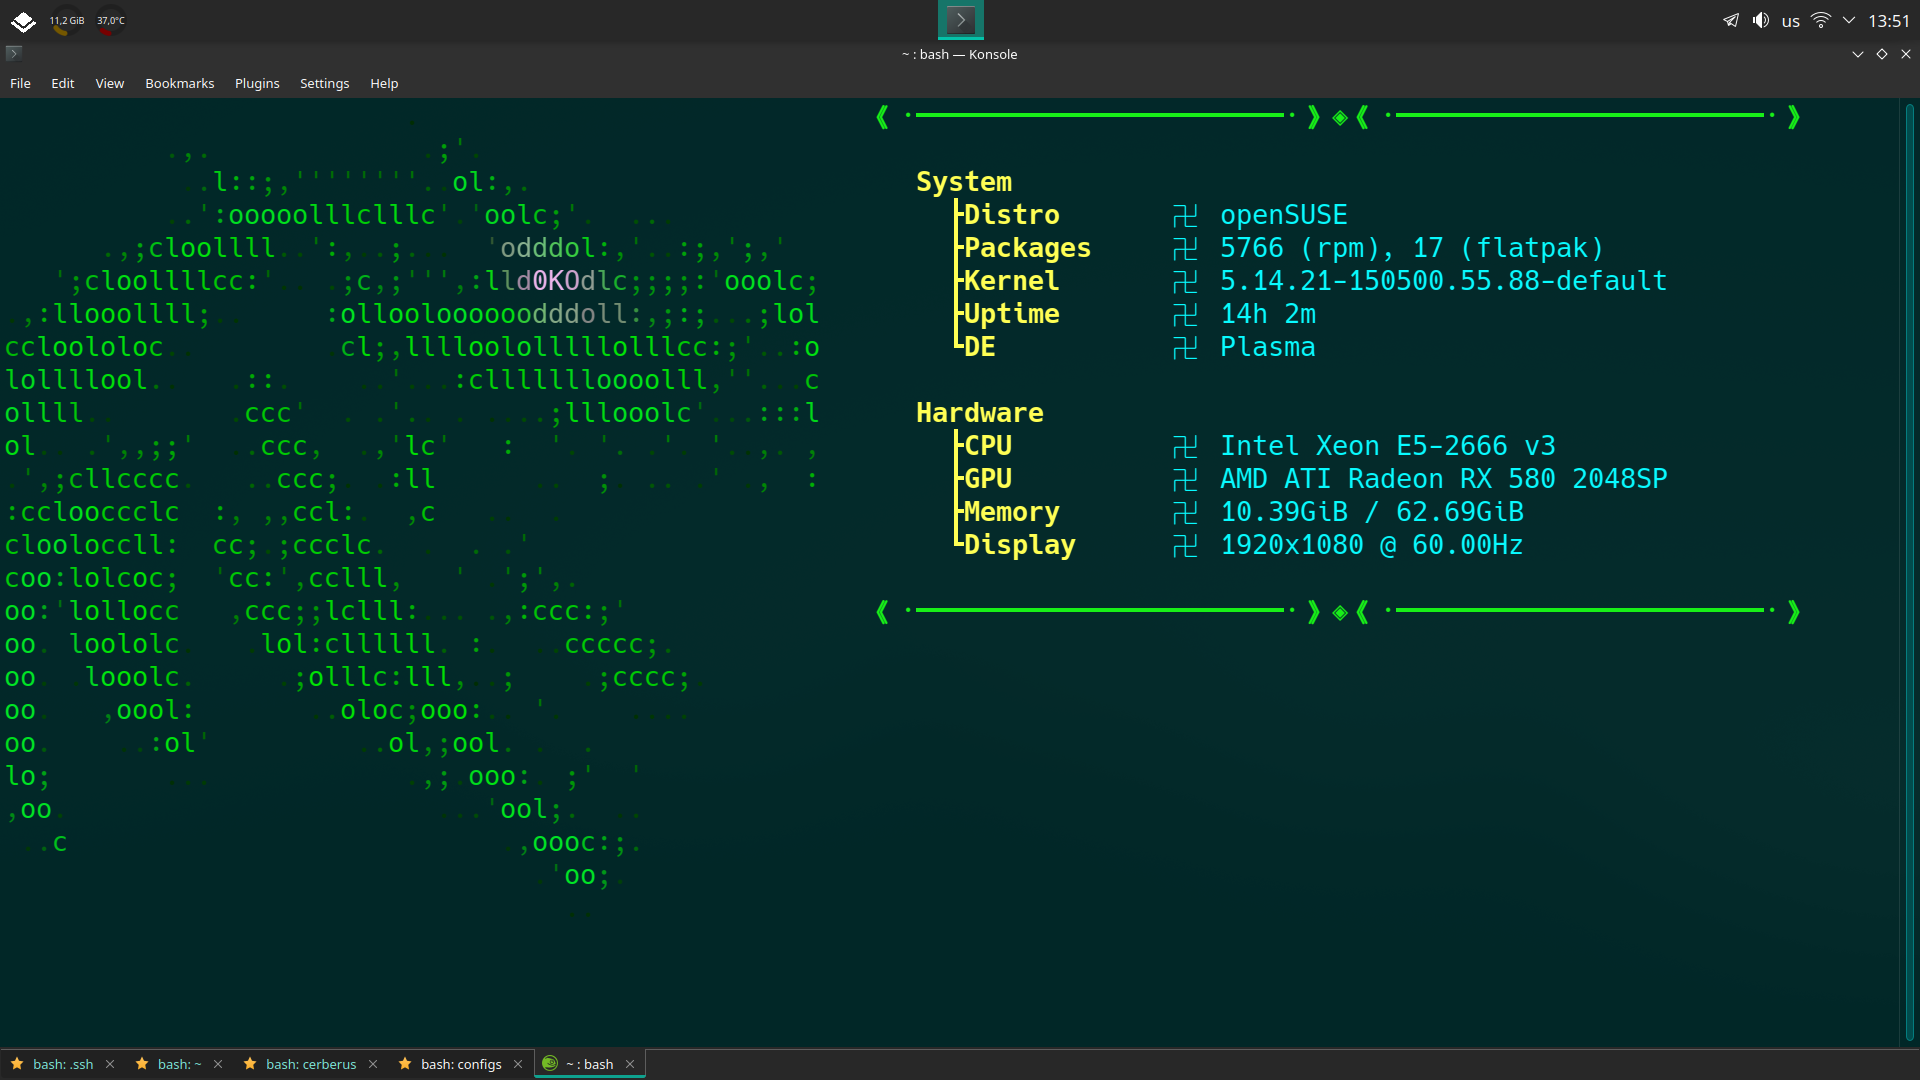 11,2 GiB 37,0°C us 13:51
~ : bash — Konsole
File Edit View Bookmarks Plugins Settings Help
System
Distro 卍 openSUSE
Packages 卍 5766 (rpm), 17 (flatpak)
Kernel 卍 5.14.21-150500.55.88-default
Uptime 卍 14h 2m
DE 卍 Plasma
Hardware
CPU 卍 Intel Xeon E5-2666 v3
GPU 卍 AMD ATI Radeon RX 580 2048SP
Memory 卍 10.39GiB / 62.69GiB
Display 卍 1920x1080 @ 60.00Hz
bash: .ssh bash: ~ bash: cerberus bash: configs ~ : bash